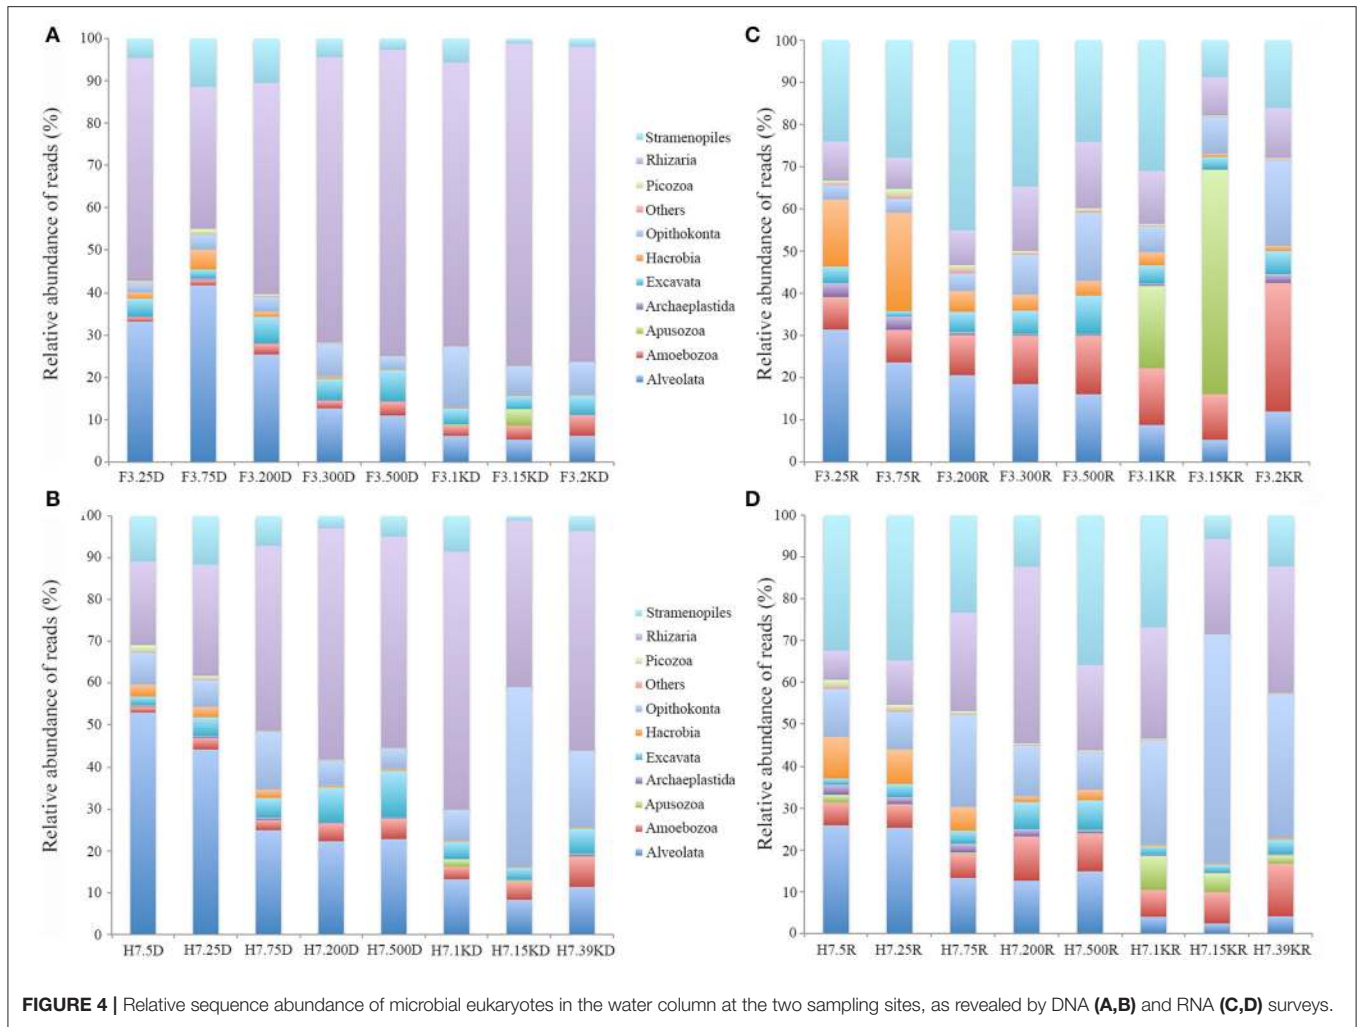 A
Relative abundance of reads (%)
100
90
80
70
60
50
40
30
20
10
0
F3.25D F3.75D F3.200D F3.300D F3.500D F3.1KD F3.15KD F3.2KD
Stramenopiles
Rhizaria
Picozoa
Others
Opithokonta
Hacrobia
Excavata
Archaeplastida
Apusozoa
Amoebozoa
Alveolata
C
Relative abundance of reads (%)
100
90
80
70
60
50
40
30
20
10
0
F3.25R F3.75R F3.200R F3.300R F3.500R F3.1KR F3.15KR F3.2KR
B
Relative abundance of reads (%)
100
90
80
70
60
50
40
30
20
10
0
H7.5D H7.25D H7.75D H7.200D H7.500D H7.1KD H7.15KD H7.39KD
Stramenopiles
Rhizaria
Picozoa
Others
Opithokonta
Hacrobia
Excavata
Archaeplastida
Apusozoa
Amoebozoa
Alveolata
D
Relative abundance of reads (%)
100
90
80
70
60
50
40
30
20
10
0
H7.5R H7.25R H7.75R H7.200R H7.500R H7.1KR H7.15KR H7.39KR
FIGURE 4 | Relative sequence abundance of microbial eukaryotes in the water column at the two sampling sites, as revealed by DNA (A,B) and RNA (C,D) surveys.